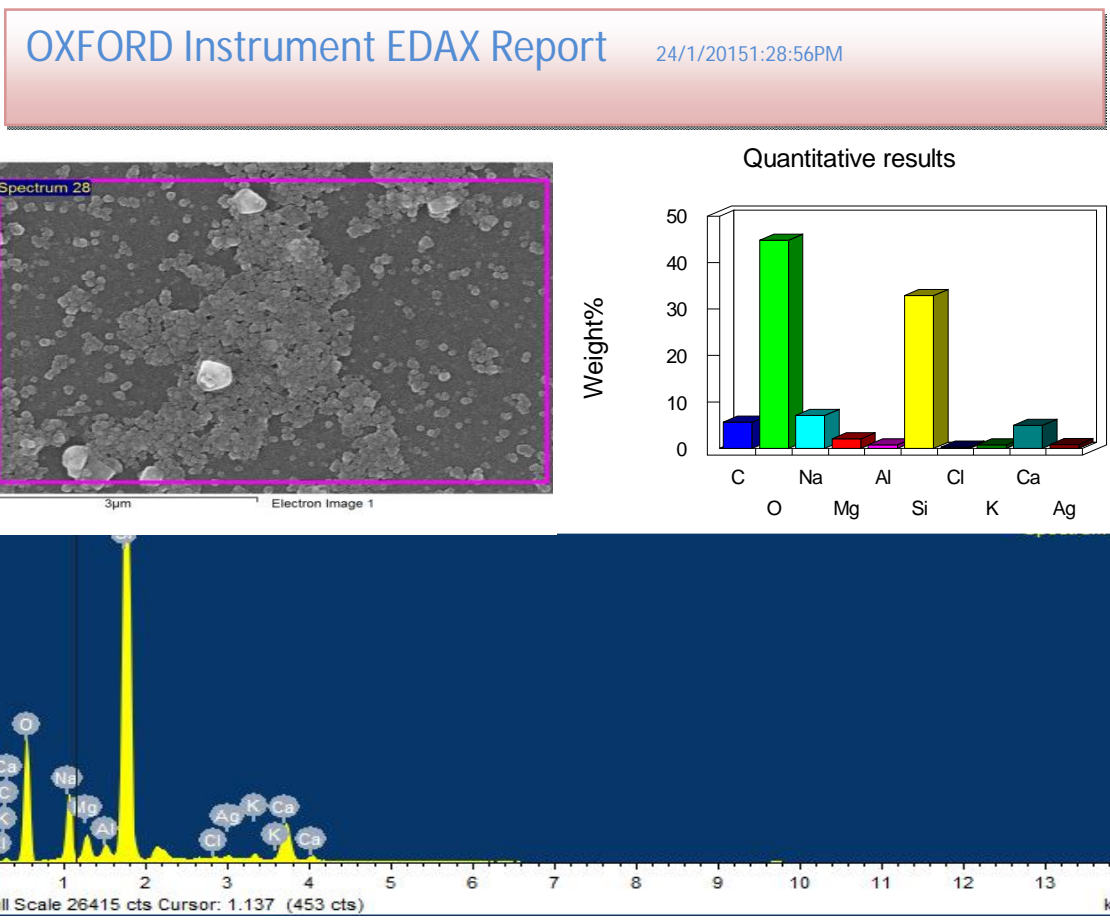 OXFORD Instrument EDAX Report 24/1/20151:28:56PM
Spectrum 28
3µm Electron Image 1
Quantitative results
Weight%
50
40
30
20
10
0
C Na Al Cl Ca
O Mg Si K Ag
O
Ca
C
K
Na
Mg
Al
Cl
Ag
K
K
Ca
Ca
1 2 3 4 5 6 7 8 9 10 11 12 13
ll Scale 26415 cts Cursor: 1.137 (453 cts)